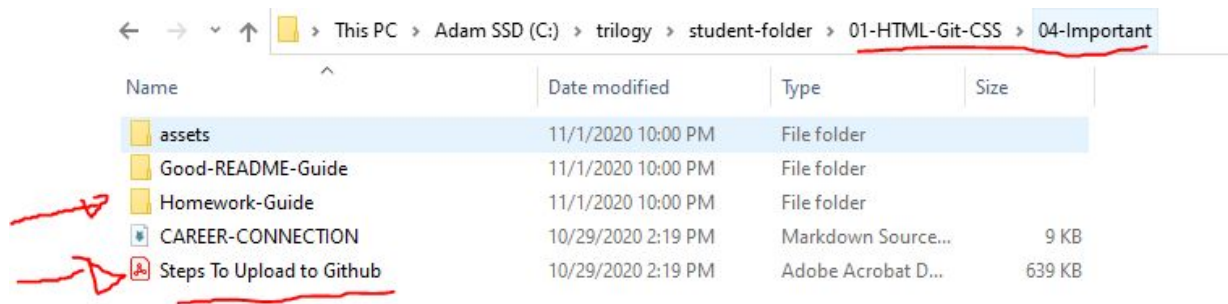 This PC > Adam SSD (C:) > trilogy > student-folder > 01-HTML-Git-CSS > 04-Important
Name Date modified Type Size
assets 11/1/2020 10:00 PM File folder
Good-README-Guide 11/1/2020 10:00 PM File folder
Homework-Guide 11/1/2020 10:00 PM File folder
CAREER-CONNECTION 10/29/2020 2:19 PM Markdown Source... 9 KB
Steps To Upload to Github 10/29/2020 2:19 PM Adobe Acrobat D... 639 KB